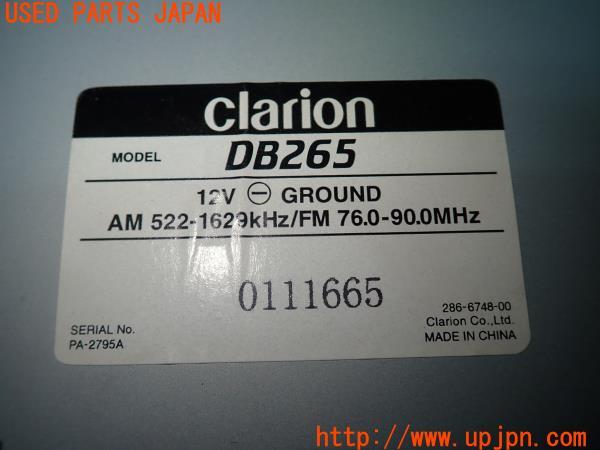 USED PARTS JAPAN
clarion
MODEL DB265
12V ⊖ GROUND
AM 522-1629kHz/FM 76.0-90.0MHz
0111665
SERIAL No.
PA-2795A
286-6748-00
Clarion Co.,Ltd.
MADE IN CHINA
http://www.upjpn.com/